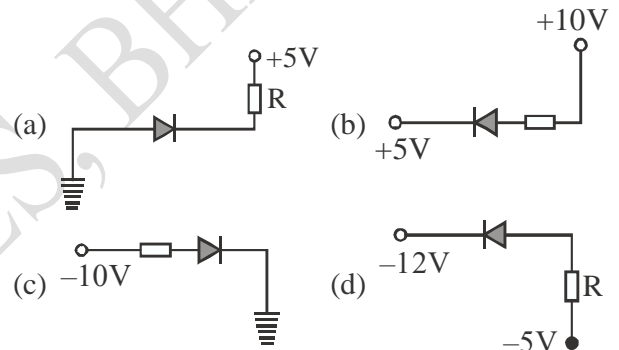 +5V
R
(a)
+10V
(b)
+5V
(c)
–10V
(d)
–12V
R
–5V